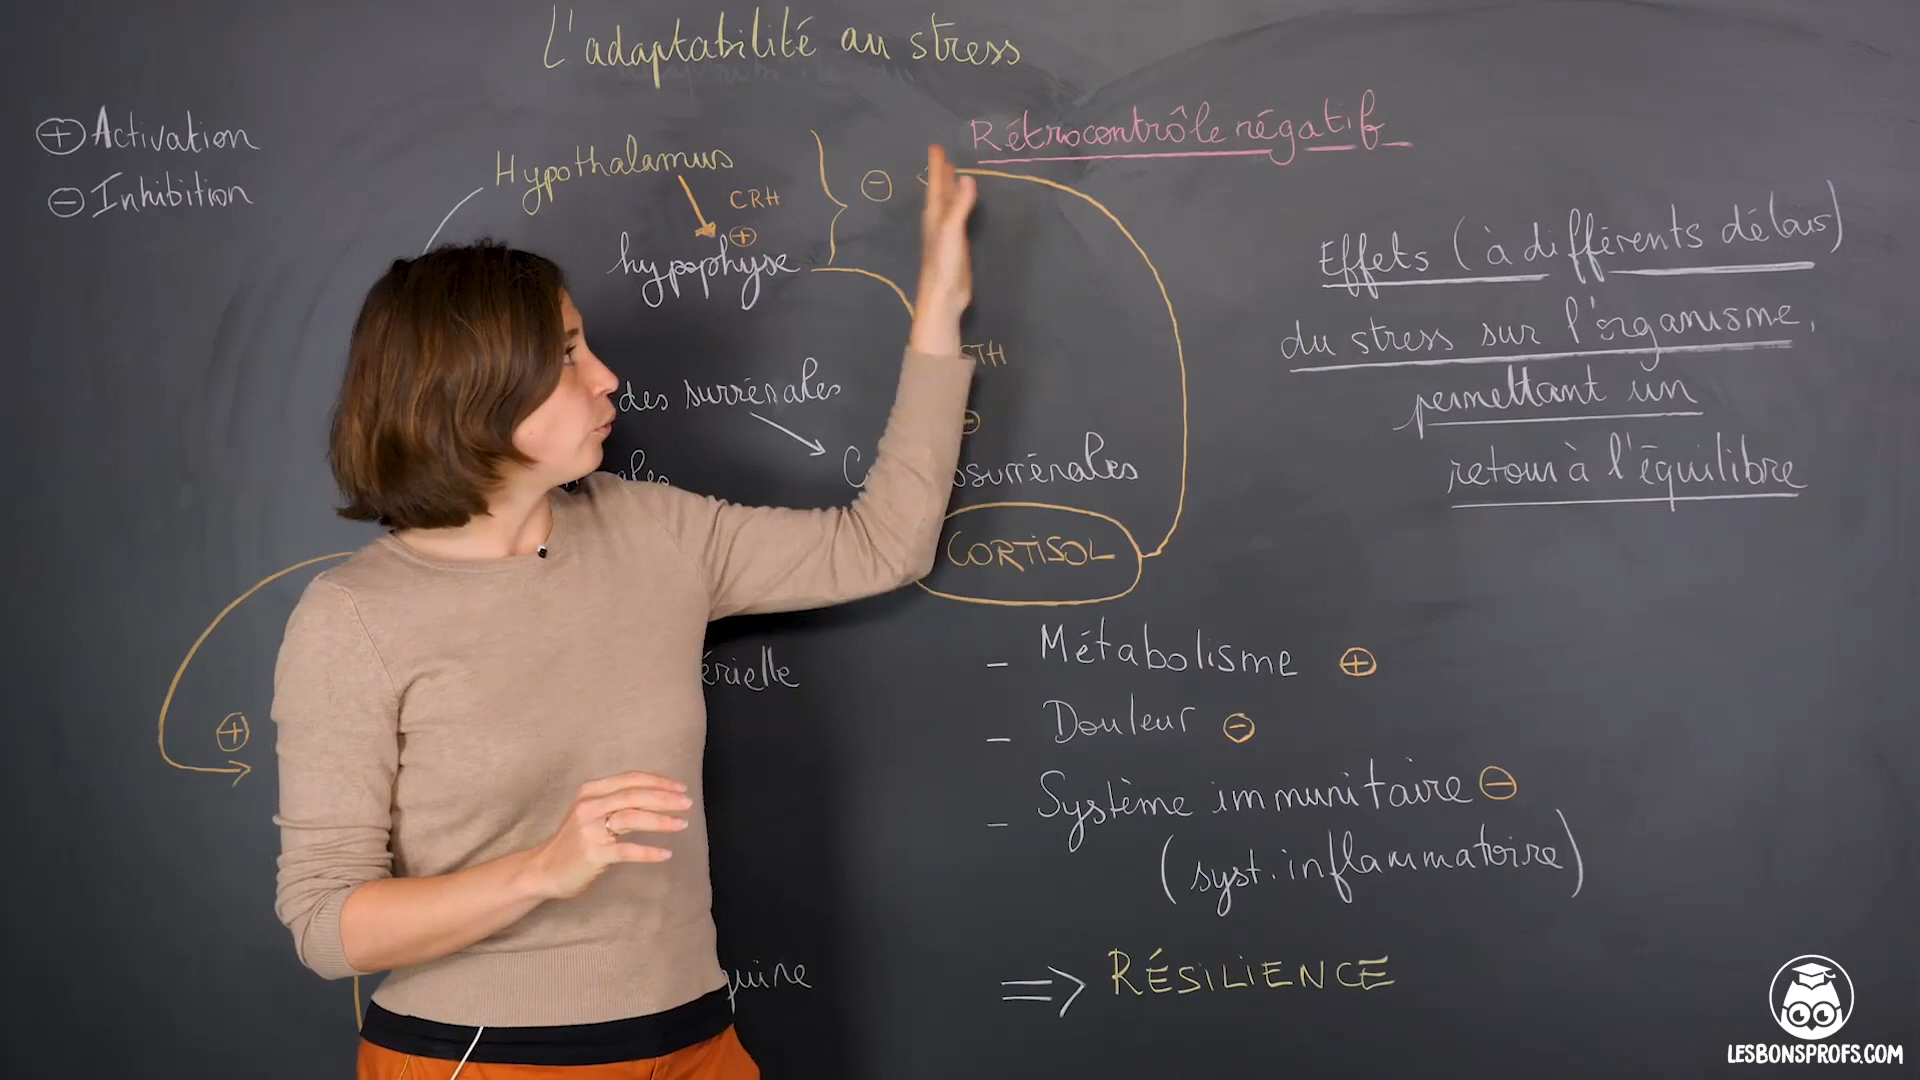 L'adaptabilité au stress
⊕ Activation
⊖ Inhibition
Hypothalamus
CRH
⊕
hypophyse
⊖
Rétrocontrôle négatif
des surrénales
CORTISOL
Effets (à différents délais)
du stress sur l'organisme,
permettant un
retour à l'équilibre
⊕
- Métabolisme ⊕
- Douleur ⊖
- Système immunitaire ⊖
(syst. inflammatoire)
⇒ RÉSILIENCE
LESBONSPROFS.COM